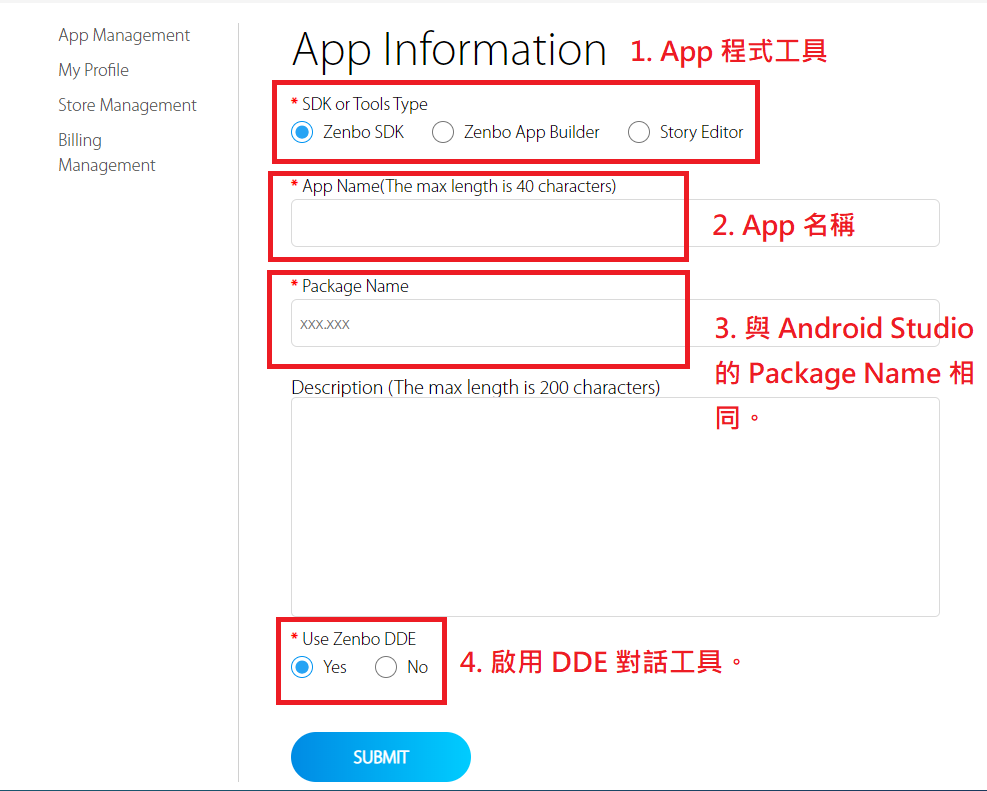 App Management
My Profile
Store Management
Billing
Management
App Information
1. App 程式工具
* SDK or Tools Type
Zenbo SDK
Zenbo App Builder
Story Editor
* App Name(The max length is 40 characters)
2. App 名稱
* Package Name
xxx.xxx
3. 與 Android Studio
的 Package Name 相
同。
Description (The max length is 200 characters)
* Use Zenbo DDE
Yes
No
4. 啟用 DDE 對話工具。
SUBMIT